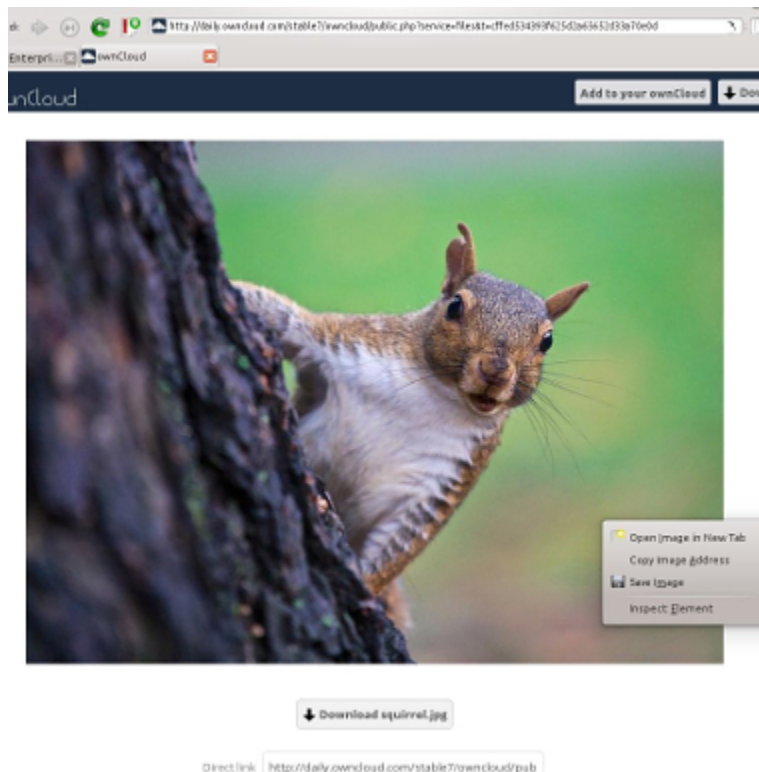 http://daily.owncloud.com/stable7/owncloud/public.php?service=files&t=
Enterpri...
ownCloud
wnCloud
Add to your ownCloud
Dow
Open Image in New Tab
Copy Image Address
Save Image
Inspect Element
Download squirrel.jpg
Direct link
http://daily.owncloud.com/stable7/owncloud/pub